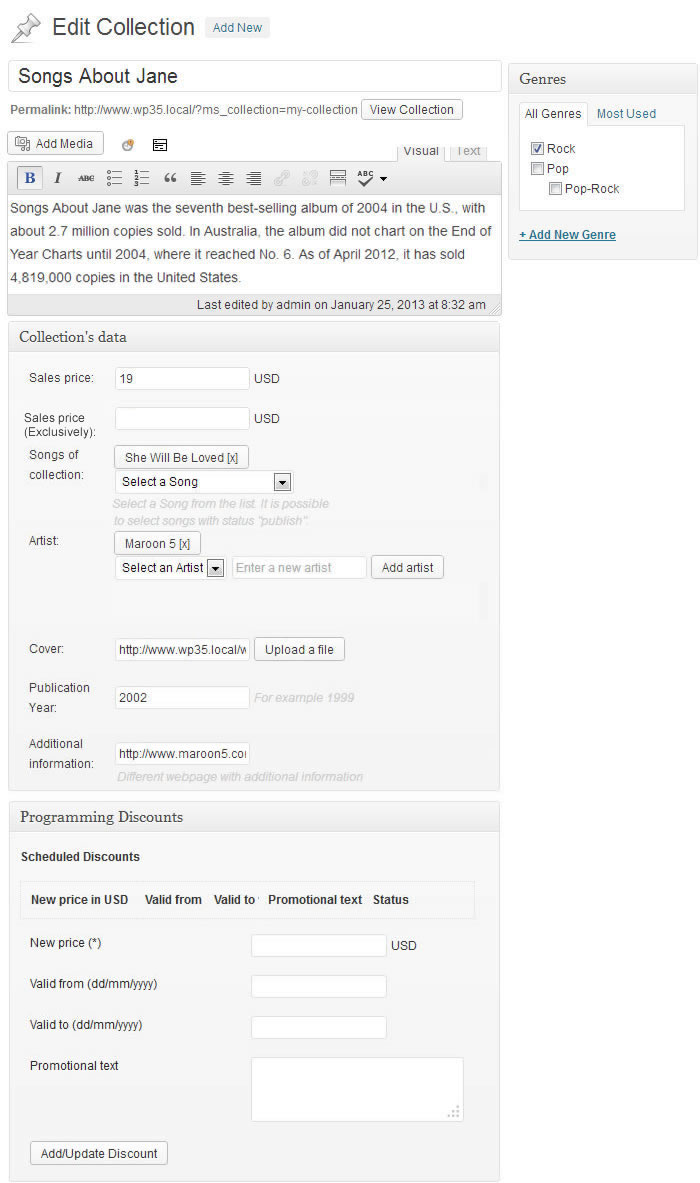 Edit Collection Add New
Songs About Jane
Permalink: http://www.wp35.local/?ms_collection=my-collection View Collection
Add Media
Visual Text
B I ABC ABC
Songs About Jane was the seventh best-selling album of 2004 in the U.S., with
about 2.7 million copies sold. In Australia, the album did not chart on the End of
Year Charts until 2004, where it reached No. 6. As of April 2012, it has sold
4,819,000 copies in the United States.
Last edited by admin on January 25, 2013 at 8:32 am
Genres
All Genres Most Used
Rock
Pop
Pop-Rock
+ Add New Genre
Collection's data
Sales price: 19 USD
Sales price
(Exclusively): USD
Songs of
collection:
She Will Be Loved [x]
Select a Song
Select a Song from the list. It is possible
to select songs with status "publish".
Artist: Maroon 5 [x]
Select an Artist Enter a new artist Add artist
Cover: http://www.wp35.local/w Upload a file
Publication
Year:
2002 For example 1999
Additional
information:
http://www.maroon5.co
Different webpage with additional information
Programming Discounts
Scheduled Discounts
New price in USD Valid from Valid to Promotional text Status
New price (*) USD
Valid from (dd/mm/yyyy)
Valid to (dd/mm/yyyy)
Promotional text
Add/Update Discount